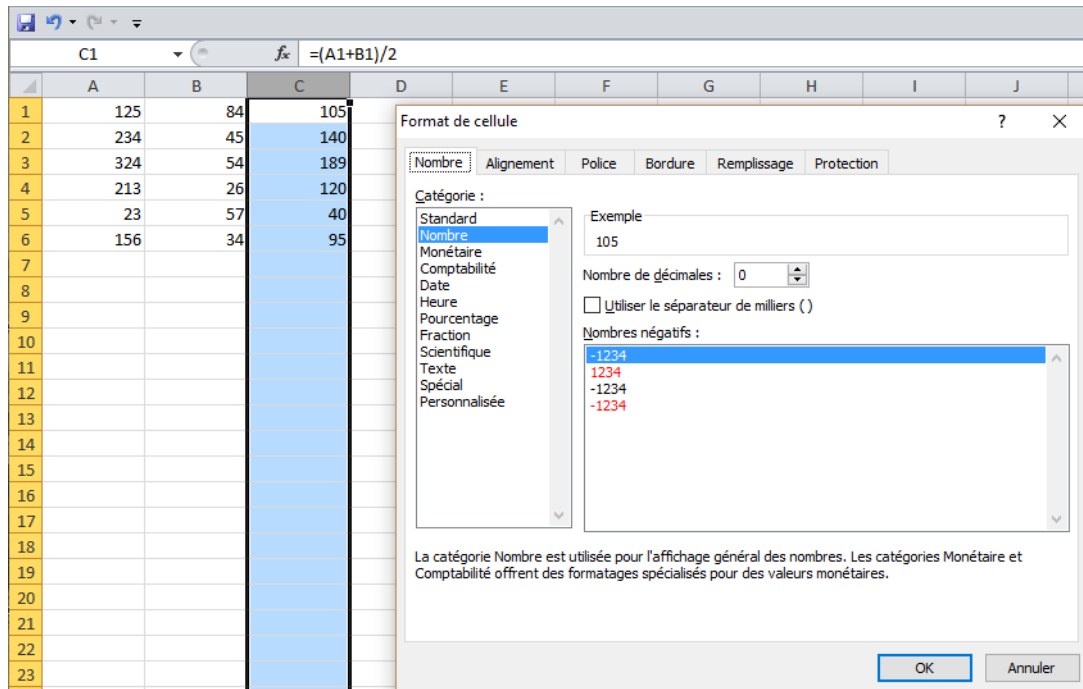 C1 fx =(A1+B1)/2
A B C D E F G H I J
1 125 84 105
2 234 45 140
3 324 54 189
4 213 26 120
5 23 57 40
6 156 34 95
7
8
9
10
11
12
13
14
15
16
17
18
19
20
21
22
23
Format de cellule ?
Nombre Alignement Police Bordure Remplissage Protection
Catégorie :
Standard
Nombre
Monétaire
Comptabilité
Date
Heure
Pourcentage
Fraction
Scientifique
Texte
Spécial
Personnalisée
Exemple
105
Nombre de décimales : 0
Utiliser le séparateur de milliers ( )
Nombres négatifs :
-1234
1234
-1234
-1234
La catégorie Nombre est utilisée pour l'affichage général des nombres. Les catégories Monétaire et
Comptabilité offrent des formatages spécialisés pour des valeurs monétaires.
OK Annuler